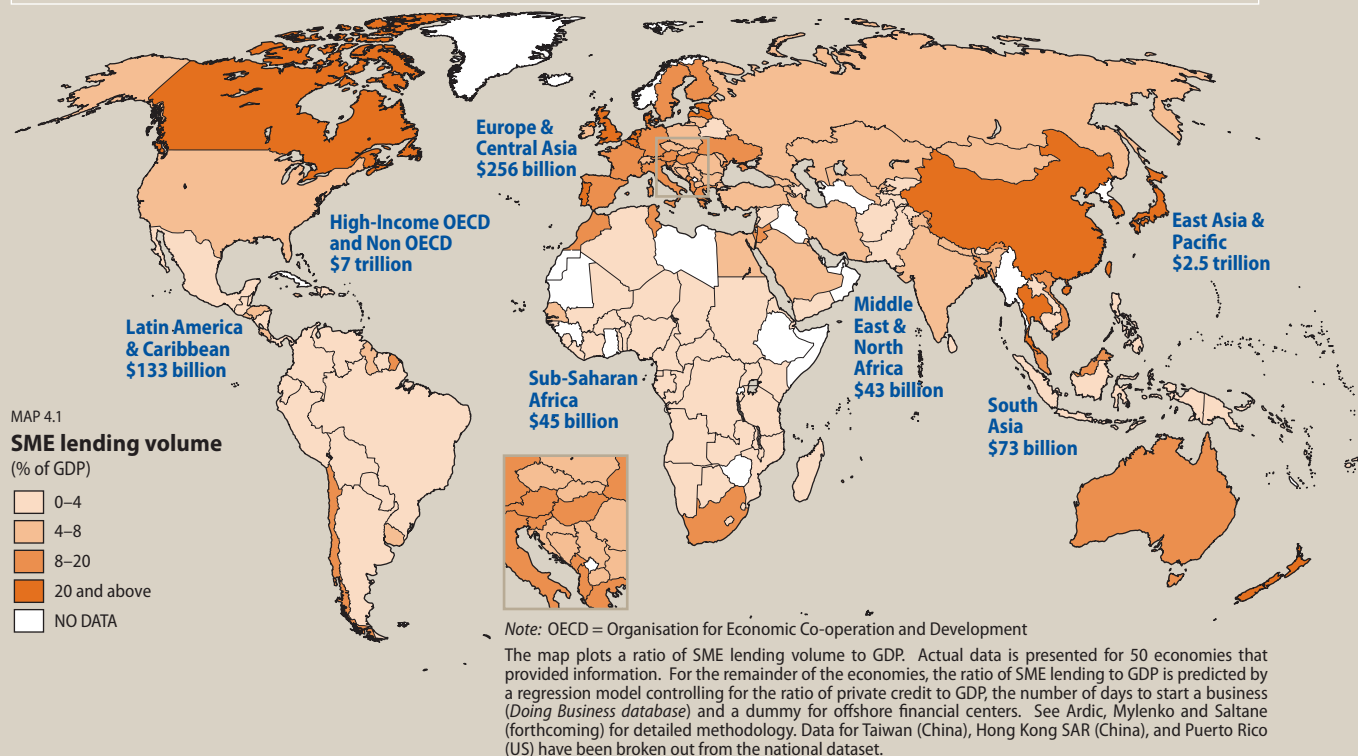 Europe &
Central Asia
$256 billion
High-Income OECD
and Non OECD
$7 trillion
East Asia &
Pacific
$2.5 trillion
Latin America
& Caribbean
$133 billion
Middle
East &
North
Africa
$43 billion
Sub-Saharan
Africa
$45 billion
South
Asia
$73 billion
MAP 4.1
SME lending volume
(% of GDP)
0–4
4–8
8–20
20 and above
NO DATA
Note: OECD = Organisation for Economic Co-operation and Development
The map plots a ratio of SME lending volume to GDP. Actual data is presented for 50 economies that
provided information. For the remainder of the economies, the ratio of SME lending to GDP is predicted by
a regression model controlling for the ratio of private credit to GDP, the number of days to start a business
(Doing Business database) and a dummy for offshore financial centers. See Ardic, Mylenko and Saltane
(forthcoming) for detailed methodology. Data for Taiwan (China), Hong Kong SAR (China), and Puerto Rico
(US) have been broken out from the national dataset.